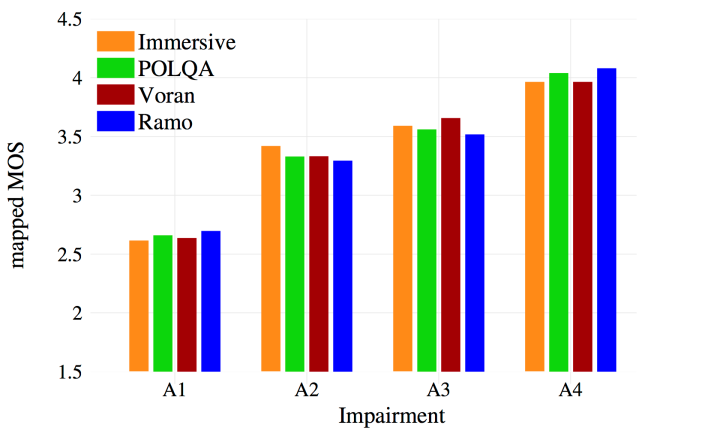 4.5
4
3.5
3
2.5
2
1.5
mapped MOS
Immersive
POLQA
Voran
Ramo
A1 A2 A3 A4
Impairment